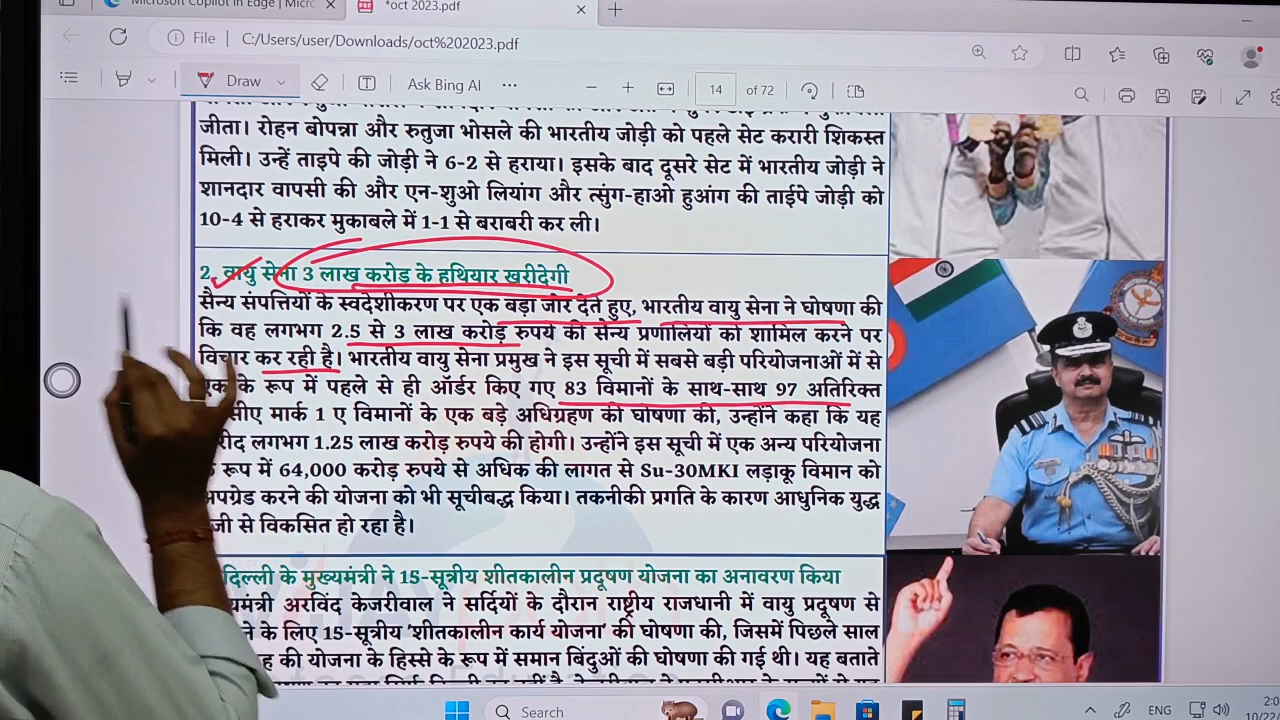 Microsoft Copilot in Edge | Micro
*oct 2023.pdf
File | C:/Users/user/Downloads/oct%202023.pdf
Draw
Ask Bing AI
14 of 72
जीता। रोहन बोपन्ना और रुतुजा भोसले की भारतीय जोड़ी को पहले सेट करारी शिकस्त
मिली। उन्हें ताइपे की जोड़ी ने 6-2 से हराया। इसके बाद दूसरे सेट में भारतीय जोड़ी ने
शानदार वापसी की और एन-शुओ लियांग और त्सुंग-हाओ हुआंग की ताईपे जोड़ी को
10-4 से हराकर मुकाबले में 1-1 से बराबरी कर ली।
2. वायु सेना 3 लाख करोड के हथियार खरीदेगी
सैन्य संपत्तियों के स्वदेशीकरण पर एक बड़ा जोर देते हुए, भारतीय वायु सेना ने घोषणा की
कि वह लगभग 2.5 से 3 लाख करोड़ रुपये की सैन्य प्रणालियों को शामिल करने पर
विचार कर रही है। भारतीय वायु सेना प्रमुख ने इस सूची में सबसे बड़ी परियोजनाओं में से
एक के रूप में पहले से ही ऑर्डर किए गए 83 विमानों के साथ-साथ 97 अतिरिक्त
सीए मार्क 1 ए विमानों के एक बड़े अधिग्रहण की घोषणा की, उन्होंने कहा कि यह
रीद लगभग 1.25 लाख करोड़ रुपये की होगी। उन्होंने इस सूची में एक अन्य परियोजना
रूप में 64,000 करोड़ रुपये से अधिक की लागत से Su-30MKI लड़ाकू विमान को
पग्रेड करने की योजना को भी सूचीबद्ध किया। तकनीकी प्रगति के कारण आधुनिक युद्ध
जी से विकसित हो रहा है।
दिल्ली के मुख्यमंत्री ने 15-सूत्रीय शीतकालीन प्रदूषण योजना का अनावरण किया
मंत्री अरविंद केजरीवाल ने सर्दियों के दौरान राष्ट्रीय राजधानी में वायु प्रदूषण से
ने के लिए 15-सूत्रीय 'शीतकालीन कार्य योजना' की घोषणा की, जिसमें पिछले साल
ह की योजना के हिस्से के रूप में समान बिंदुओं की घोषणा की गई थी। यह बताते
Search
ENG
2:0
10/22